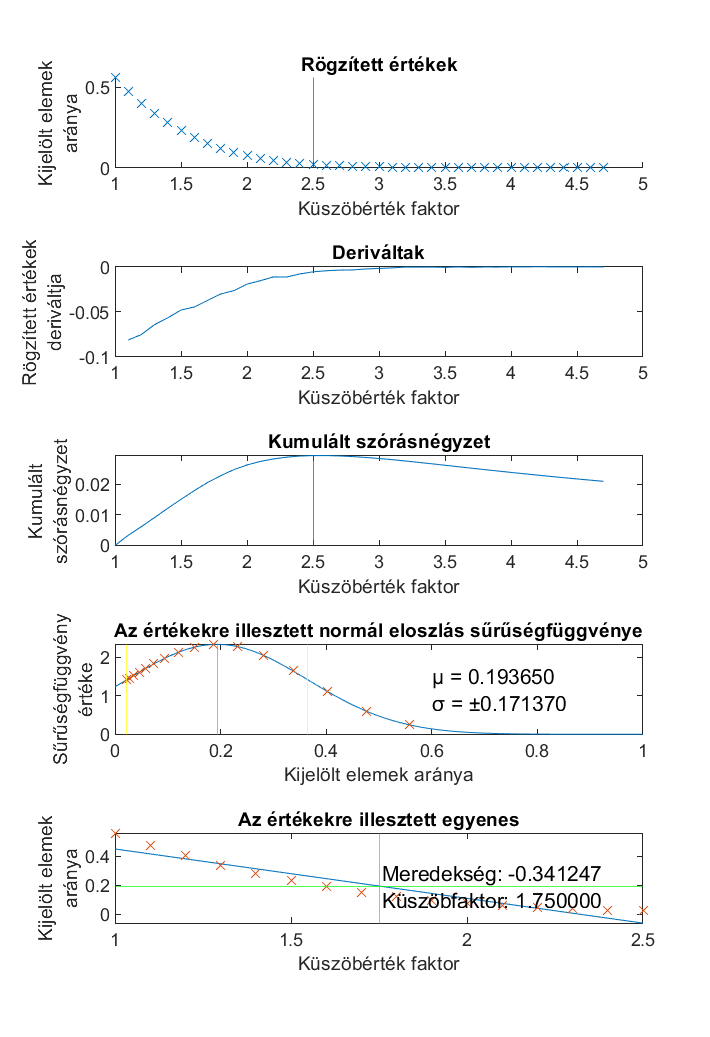 Rögzített értékek
Kijelölt elemek
aránya
0.5
0
1 1.5 2 2.5 3 3.5 4 4.5 5
Küszöbérték faktor
Deriváltak
Rögzített értékek
deriváltja
0
-0.05
-0.1
1 1.5 2 2.5 3 3.5 4 4.5 5
Küszöbérték faktor
Kumulált szórásnégyzet
Kumulált
szórásnégyzet
0.02
0.01
0
1 1.5 2 2.5 3 3.5 4 4.5 5
Küszöbérték faktor
Az értékekre illesztett normál eloszlás sűrűségfüggvénye
Sűrűségfüggvény
értéke
2
1
0
μ = 0.193650
σ = ±0.171370
0 0.2 0.4 0.6 0.8 1
Kijelölt elemek aránya
Az értékekre illesztett egyenes
Kijelölt elemek
aránya
0.4
0.2
0
Meredekség: -0.341247
Küszöbfaktor: 1.750000
1 1.5 2 2.5
Küszöbérték faktor